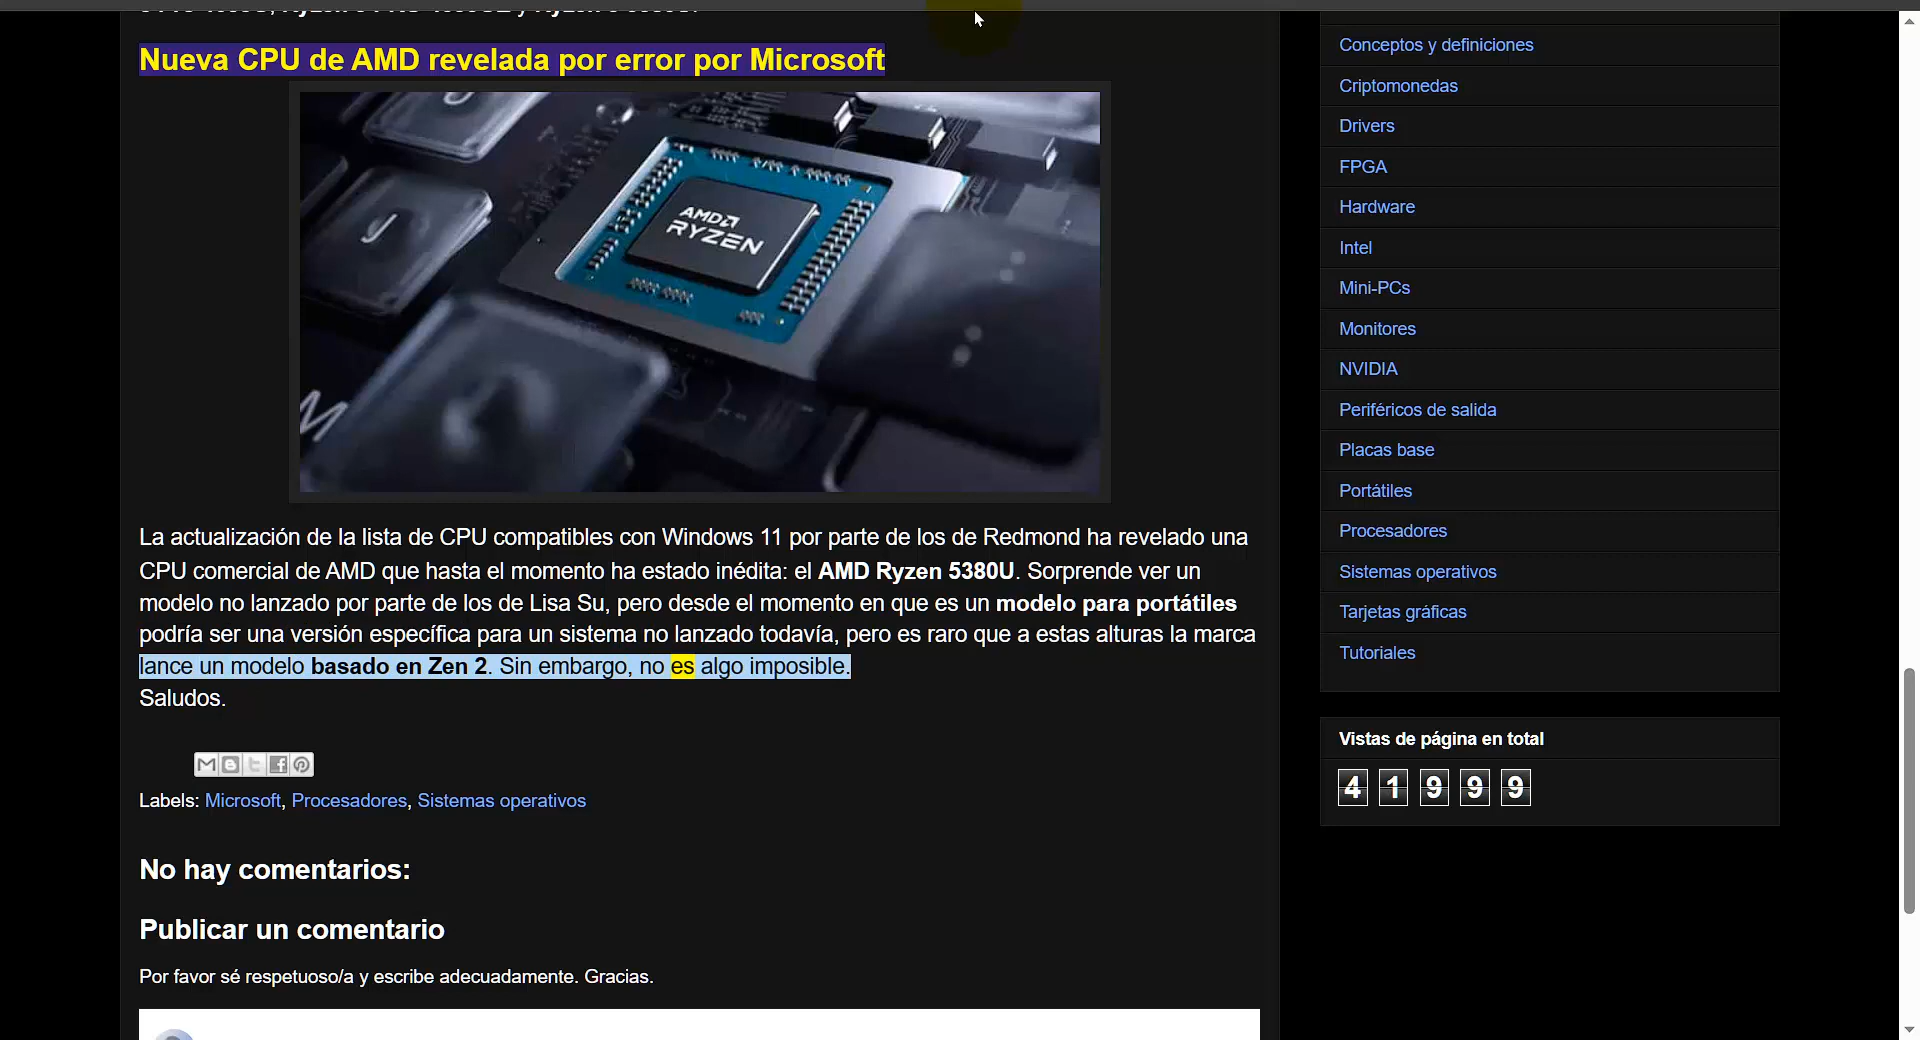 Nueva CPU de AMD revelada por error por Microsoft
J
AMD
RYZEN
M
La actualización de la lista de CPU compatibles con Windows 11 por parte de los de Redmond ha revelado una
CPU comercial de AMD que hasta el momento ha estado inédita: el AMD Ryzen 5380U. Sorprende ver un
modelo no lanzado por parte de los de Lisa Su, pero desde el momento en que es un modelo para portátiles
podría ser una versión específica para un sistema no lanzado todavía, pero es raro que a estas alturas la marca
lance un modelo basado en Zen 2. Sin embargo, no es algo imposible.
Saludos.
Labels: Microsoft, Procesadores, Sistemas operativos
No hay comentarios:
Publicar un comentario
Por favor sé respetuoso/a y escribe adecuadamente. Gracias.
Conceptos y definiciones
Criptomonedas
Drivers
FPGA
Hardware
Intel
Mini-PCs
Monitores
NVIDIA
Periféricos de salida
Placas base
Portátiles
Procesadores
Sistemas operativos
Tarjetas gráficas
Tutoriales
Vistas de página en total
4 1 9 9 9